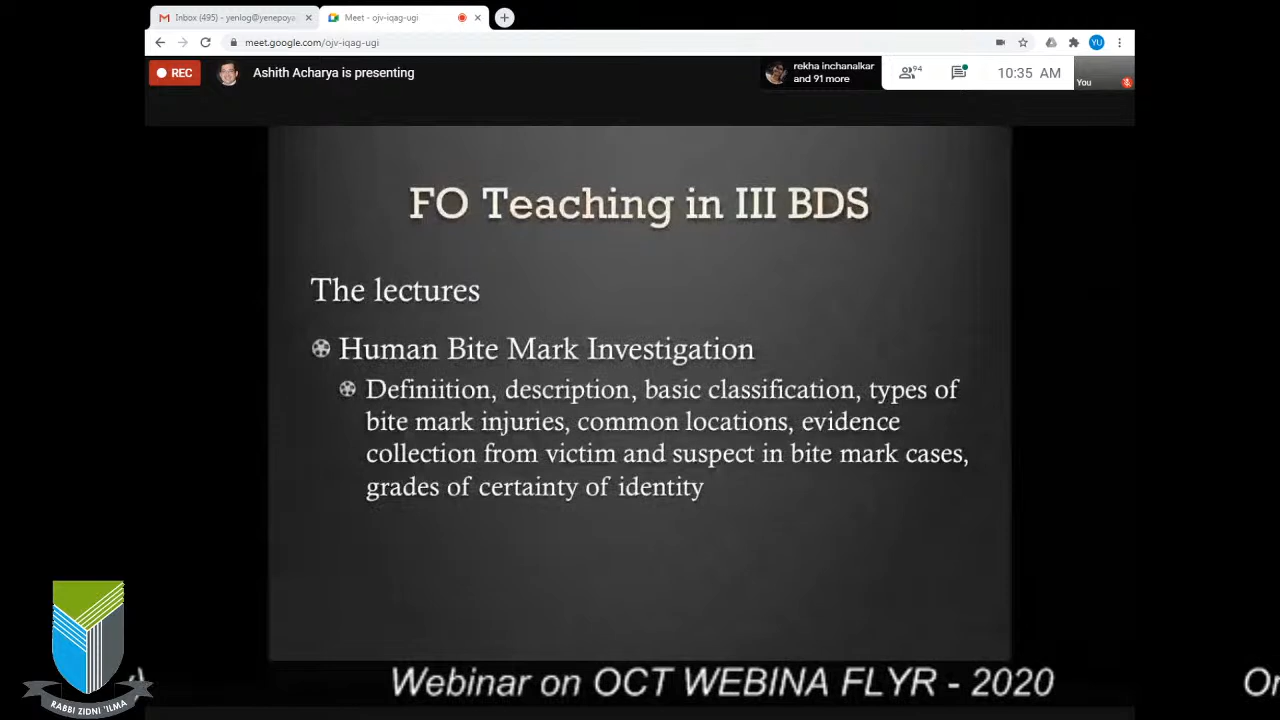 Inbox (495) - yenlog@yenepoya
Meet - ojv-iqag-ugi
meet.google.com/ojv-iqag-ugi
YU
REC
Ashith Acharya is presenting
rekha inchanalkar
and 91 more
94
10:35 AM
You
FO Teaching in III BDS
The lectures
Human Bite Mark Investigation
Definiition, description, basic classification, types of
bite mark injuries, common locations, evidence
collection from victim and suspect in bite mark cases,
grades of certainty of identity
Webinar on OCT WEBINA FLYR - 2020
RABBI ZIDNI 'ILMA